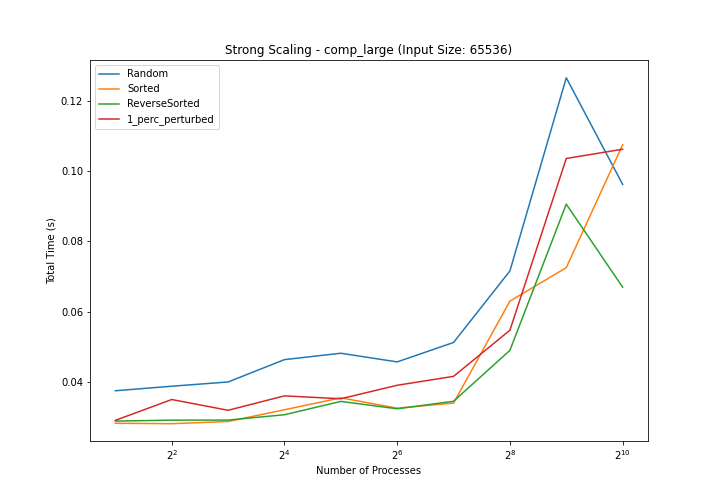 Strong Scaling - comp_large (Input Size: 65536)
Random
Sorted
ReverseSorted
1_perc_perturbed
0.12
0.10
0.08
0.06
0.04
Total Time (s)
2² 2⁴ 2⁶ 2⁸ 2¹⁰
Number of Processes